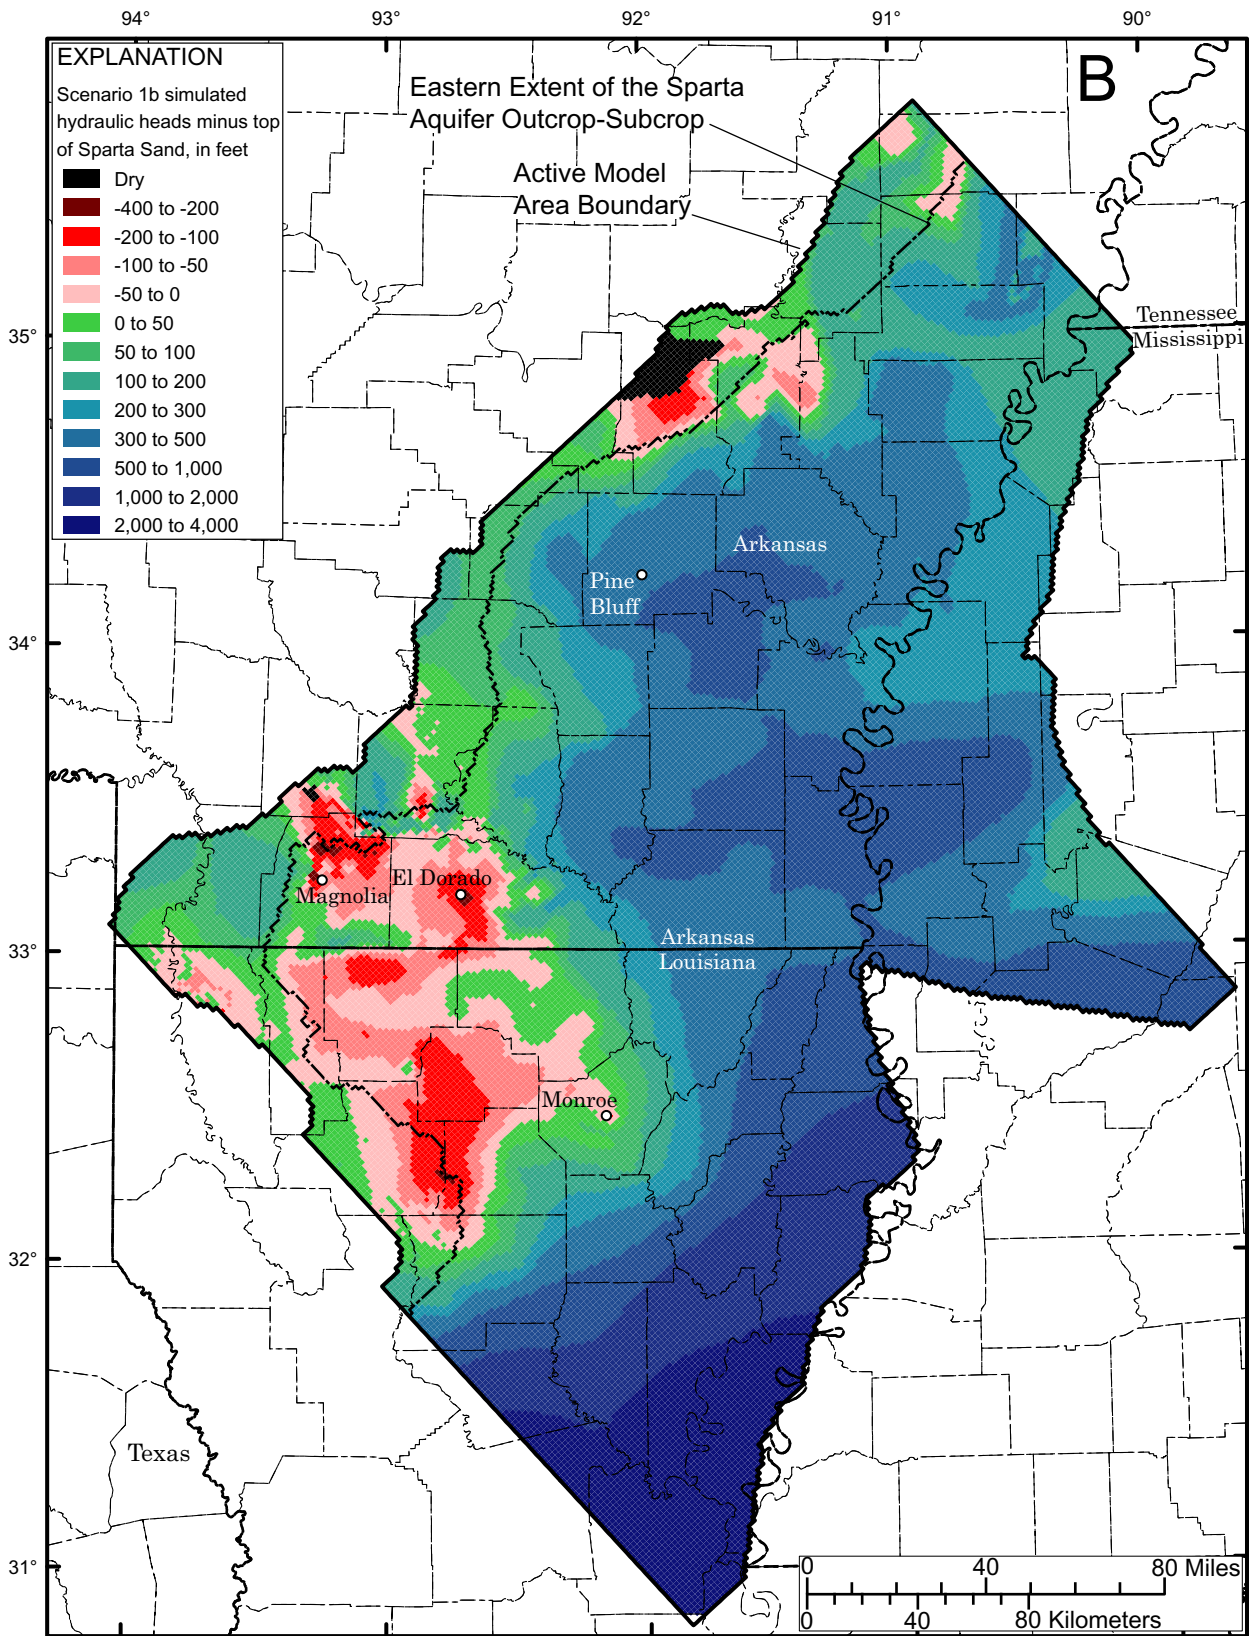 94°
93°
92°
91°
90°
EXPLANATION
Scenario 1b simulated
hydraulic heads minus top
of Sparta Sand, in feet
Dry
-400 to -200
-200 to -100
-100 to -50
-50 to 0
0 to 50
50 to 100
100 to 200
200 to 300
300 to 500
500 to 1,000
1,000 to 2,000
2,000 to 4,000
Eastern Extent of the Sparta
Aquifer Outcrop-Subcrop
Active Model
Area Boundary
B
35°
34°
33°
32°
31°
Tennessee
Mississippi
Arkansas
Pine
Bluff
El Dorado
Magnolia
Arkansas
Louisiana
Monroe
Texas
0 40 80 Miles
0 40 80 Kilometers